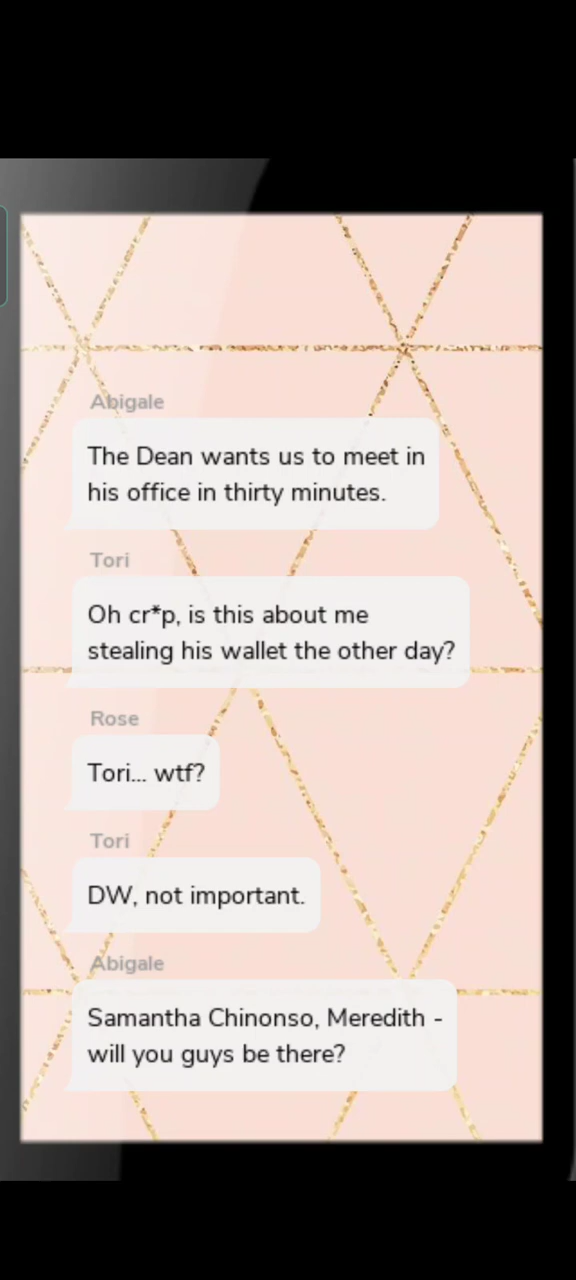 Abigale
The Dean wants us to meet in
his office in thirty minutes.
Tori
Oh cr*p, is this about me
stealing his wallet the other day?
Rose
Tori... wtf?
Tori
DW, not important.
Abigale
Samantha Chinonso, Meredith -
will you guys be there?